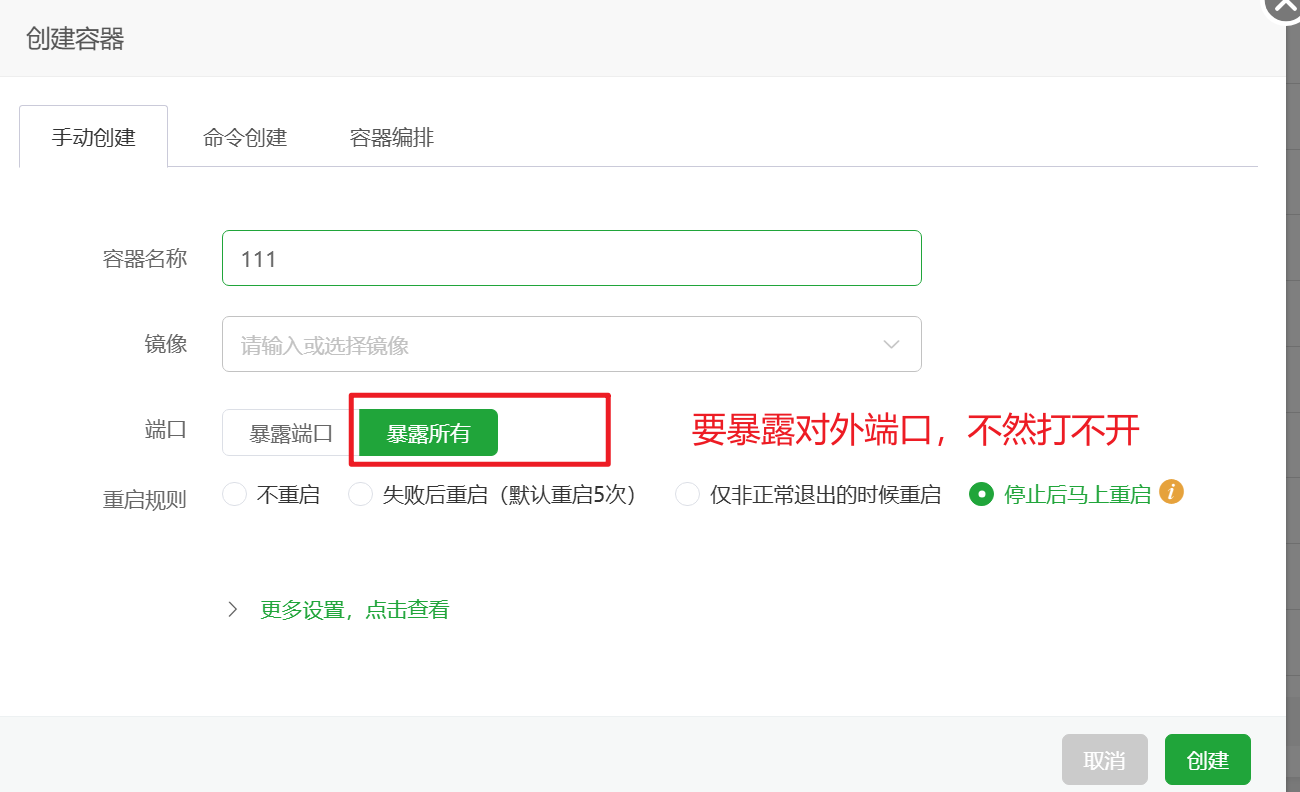 创建容器
手动创建 命令创建 容器编排
容器名称 111
镜像 请输入或选择镜像
端口 暴露端口 暴露所有 要暴露对外端口，不然打不开
重启规则 不重启 失败后重启（默认重启5次） 仅非正常退出的时候重启 停止后马上重启 i
更多设置，点击查看
取消 创建